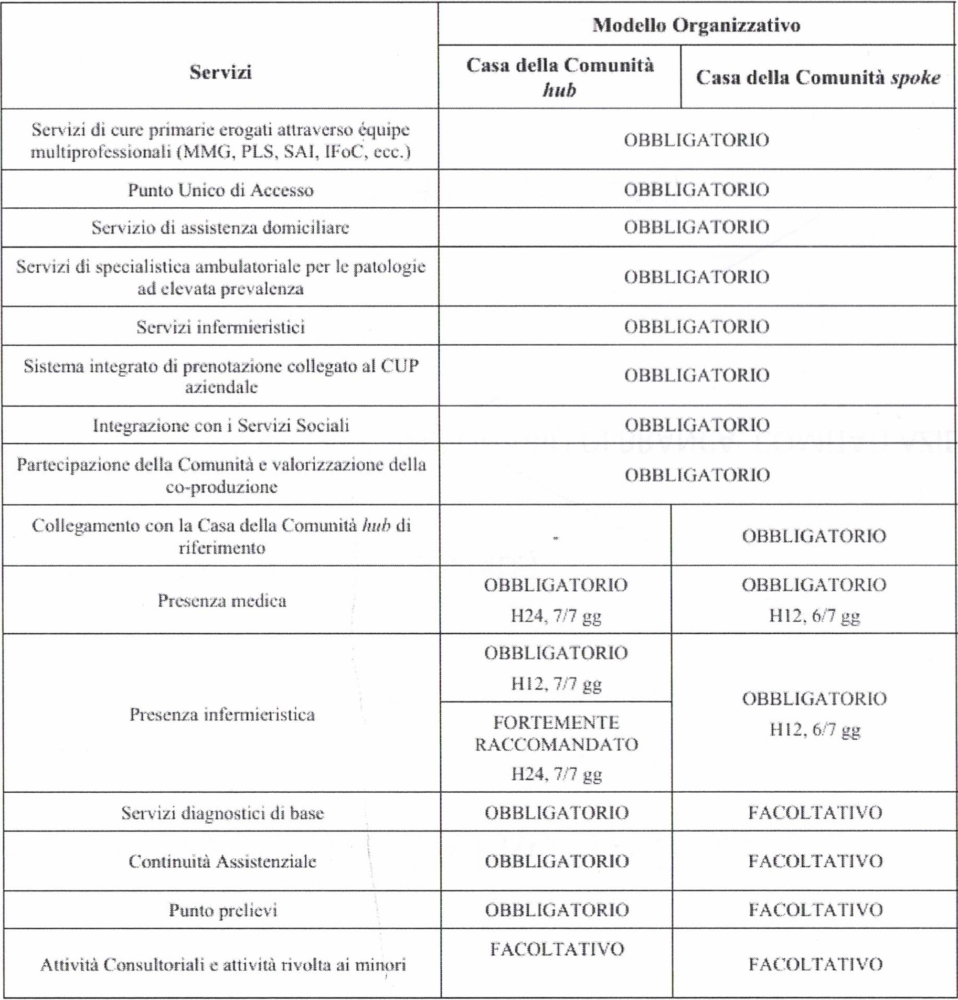 Modello Organizzativo
Servizi
Casa della Comunità
hub
Casa della Comunità spoke
Servizi di cure primarie erogati attraverso équipe
multiprofessionali (MMG, PLS, SAI, IFoC, ecc.)
OBBLIGATORIO
Punto Unico di Accesso
OBBLIGATORIO
Servizio di assistenza domiciliare
OBBLIGATORIO
Servizi di specialistica ambulatoriale per le patologie
ad elevata prevalenza
OBBLIGATORIO
Servizi infermieristici
OBBLIGATORIO
Sistema integrato di prenotazione collegato al CUP
aziendale
OBBLIGATORIO
Integrazione con i Servizi Sociali
OBBLIGATORIO
Partecipazione della Comunità e valorizzazione della
co-produzione
OBBLIGATORIO
Collegamento con la Casa della Comunità hub di
riferimento
-
OBBLIGATORIO
Presenza medica
OBBLIGATORIO
H24, 7/7 gg
OBBLIGATORIO
H12, 6/7 gg
Presenza infermieristica
OBBLIGATORIO
H12, 7/7 gg
FORTEMENTE
RACCOMANDATO
H24, 7/7 gg
OBBLIGATORIO
H12, 6/7 gg
Servizi diagnostici di base
OBBLIGATORIO
FACOLTATIVO
Continuità Assistenziale
OBBLIGATORIO
FACOLTATIVO
Punto prelievi
OBBLIGATORIO
FACOLTATIVO
Attività Consultoriali e attività rivolta ai minori
FACOLTATIVO
FACOLTATIVO